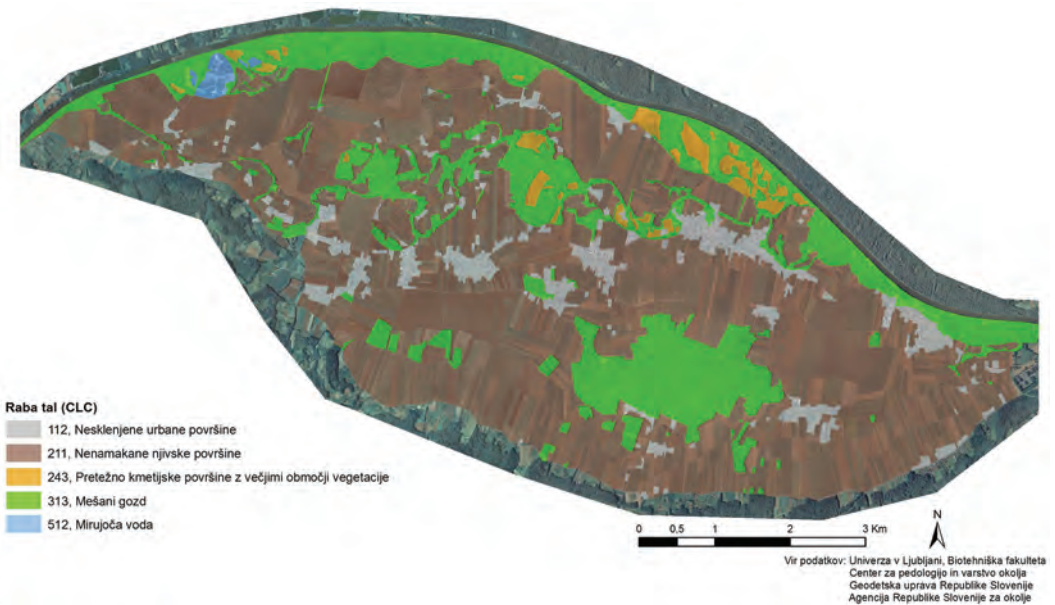 Raba tal (CLC)
112, Nesklenjene urbane površine
211, Nenamakane njivske površine
243, Pretežno kmetijske površine z večjimi območji vegetacije
313, Mešani gozd
512, Mirujoča voda
0 0,5 1 2 3 Km
N
Vir podatkov: Univerza v Ljubljani, Biotehniška fakulteta
Center za pedologijo in varstvo okolja
Geodetska uprava Republike Slovenije
Agencija Republike Slovenije za okolje